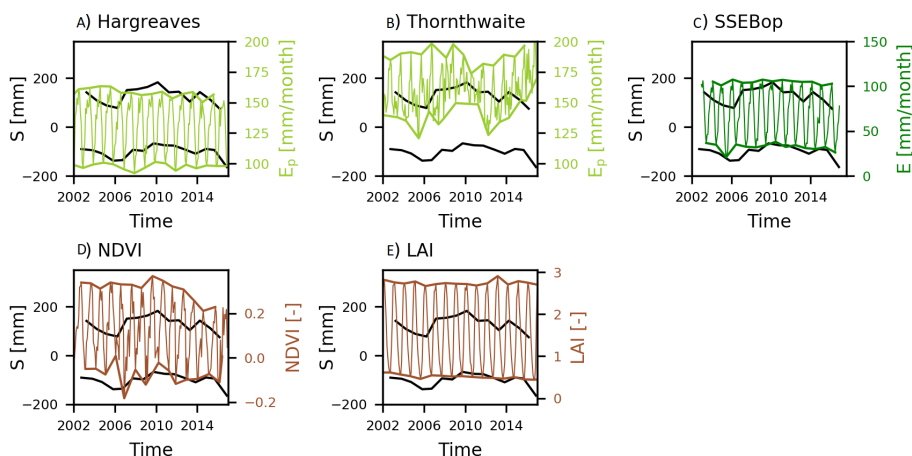 A) Hargreaves
B) Thornthwaite
C) SSEBop
S [mm]
200
0
−200
2002 2006 2010 2014
Time
200
175
150
125
100
Eₚ [mm/month]
S [mm]
200
0
−200
2002 2006 2010 2014
Time
200
175
150
125
100
Eₚ [mm/month]
S [mm]
200
0
−200
2002 2006 2010 2014
Time
150
100
50
0
E [mm/month]
D) NDVI
E) LAI
S [mm]
200
0
−200
2002 2006 2010 2014
Time
0.2
0.0
−0.2
NDVI [-]
S [mm]
200
0
−200
2002 2006 2010 2014
Time
3
2
1
0
LAI [-]